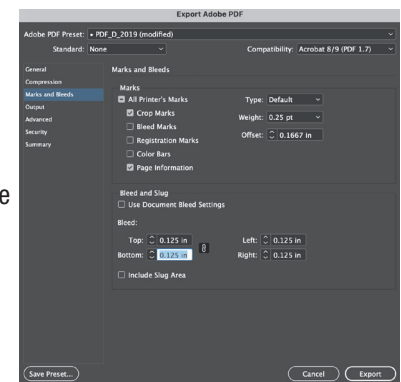 Export Adobe PDF
Adobe PDF Preset: • PDF_D_2019 (modified)
Standard: None Compatibility: Acrobat 8/9 (PDF 1.7)
General
Compression
Marks and Bleeds
Output
Advanced
Security
Summary
Marks and Bleeds
Marks
All Printer's Marks Type: Default
Crop Marks Weight: 0.25 pt
Bleed Marks Offset: 0.1667 in
Registration Marks
Color Bars
Page Information
Bleed and Slug
Use Document Bleed Settings
Bleed:
Top: 0.125 in Left: 0.125 in
Bottom: 0.125 in Right: 0.125 in
Include Slug Area
e
Save Preset... Cancel Export